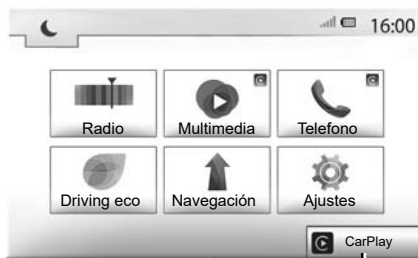 16:00
Radio
Multimedia
Telefono
Driving eco
Navegación
Ajustes
CarPlay